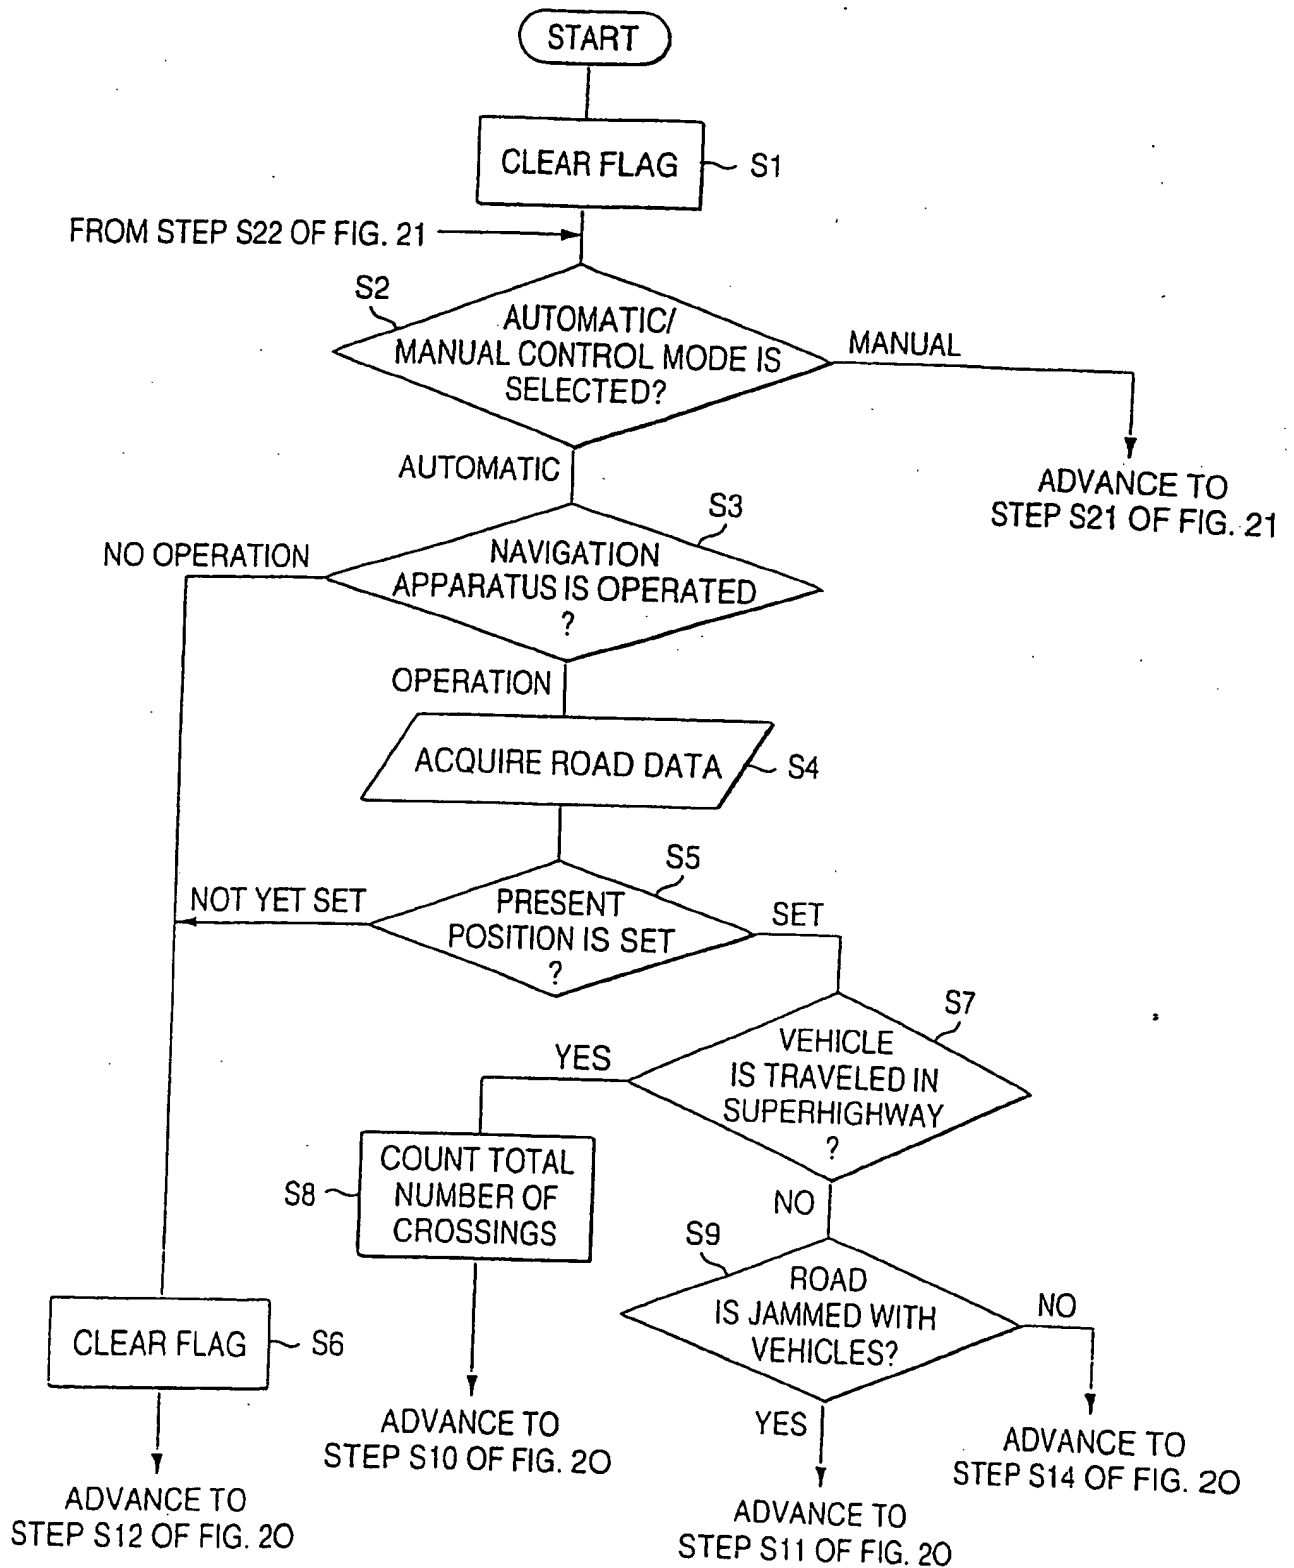 START
CLEAR FLAG
S1
FROM STEP S22 OF FIG. 21
S2
AUTOMATIC/
MANUAL CONTROL MODE IS
SELECTED?
MANUAL
ADVANCE TO
STEP S21 OF FIG. 21
AUTOMATIC
S3
NAVIGATION
APPARATUS IS OPERATED
?
NO OPERATION
OPERATION
ACQUIRE ROAD DATA
S4
S5
PRESENT
POSITION IS SET
?
NOT YET SET
SET
S7
VEHICLE
IS TRAVELED IN
SUPERHIGHWAY
?
YES
COUNT TOTAL
NUMBER OF
CROSSINGS
S8
NO
S9
ROAD
IS JAMMED WITH
VEHICLES?
NO
YES
CLEAR FLAG
S6
ADVANCE TO
STEP S12 OF FIG. 20
ADVANCE TO
STEP S10 OF FIG. 20
ADVANCE TO
STEP S11 OF FIG. 20
ADVANCE TO
STEP S14 OF FIG. 20